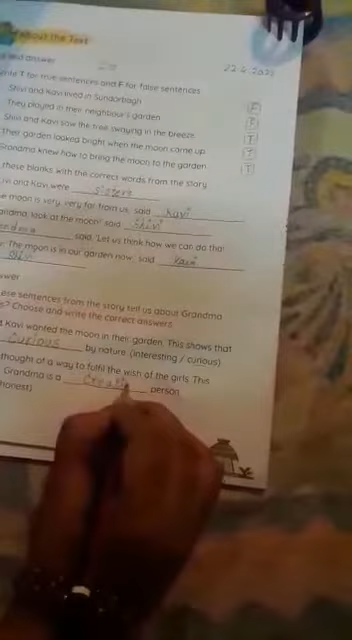 about the Text
and answer
22.4.2025
Write T for true sentences and F for false sentences
Shivi and Kavi lived in Sundarbagh F
They played in their neighbour's garden
Shivi and Kavi saw the tree swaying in the breeze T
Their garden looked bright when the moon came up
Grandma knew how to bring the moon to the garden T
these blanks with the correct words from the story
and Kavi were sisters
moon is very, very far from us, said Kavi
look at the moon!' said Shivi
said 'Let us think how we can do that
The moon is in our garden now', said Kavi
sentences from the story tell us about Grandma
? Choose and write the correct answers
Kavi wanted the moon in their garden. This shows that
Curious by nature (interesting / curious)
thought of a way to fulfil the wish of the girls. This
Grandma is a person
honest)